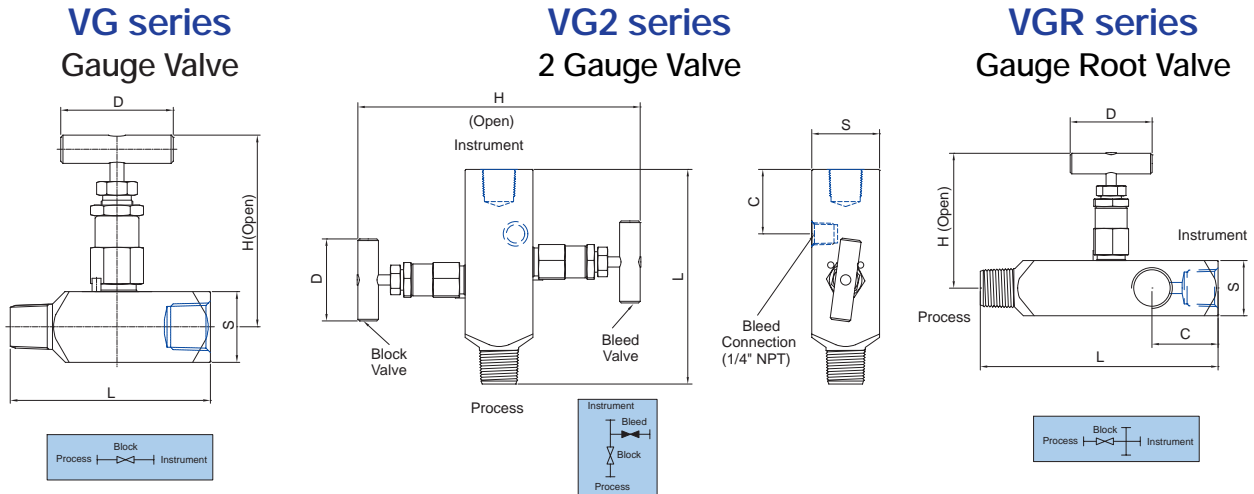 VG series
Gauge Valve
D
H(Open)
S
L
Block
Process
Instrument
VG2 series
2 Gauge Valve
H
(Open)
Instrument
D
L
Block
Valve
Bleed
Valve
Process
S
C
Bleed
Connection
(1/4" NPT)
Instrument
Bleed
Block
Process
VGR series
Gauge Root Valve
D
H (Open)
Instrument
S
Process
C
L
Block
Process
Instrument